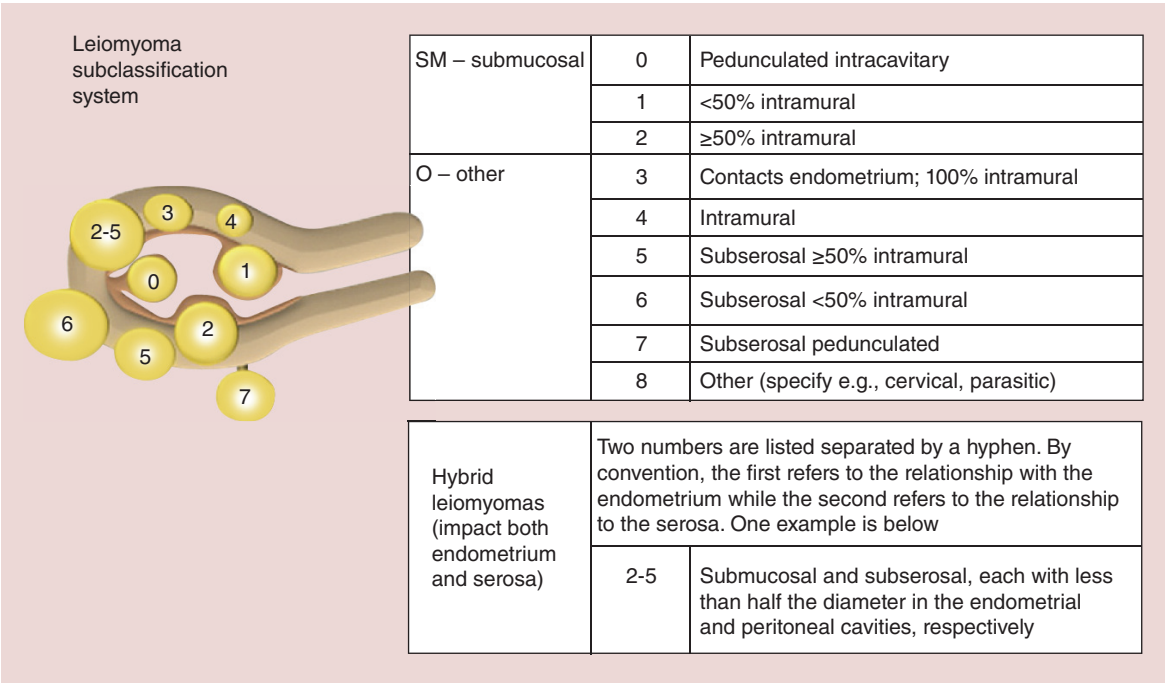 Leiomyoma
subclassification
system
SM – submucosal
0
Pedunculated intracavitary
1
<50% intramural
2
≥50% intramural
O – other
3
Contacts endometrium; 100% intramural
4
Intramural
5
Subserosal ≥50% intramural
6
Subserosal <50% intramural
7
Subserosal pedunculated
8
Other (specify e.g., cervical, parasitic)
3
4
2-5
1
0
6
2
5
7
Hybrid
leiomyomas
(impact both
endometrium
and serosa)
Two numbers are listed separated by a hyphen. By
convention, the first refers to the relationship with the
endometrium while the second refers to the relationship
to the serosa. One example is below
2-5
Submucosal and subserosal, each with less
than half the diameter in the endometrial
and peritoneal cavities, respectively